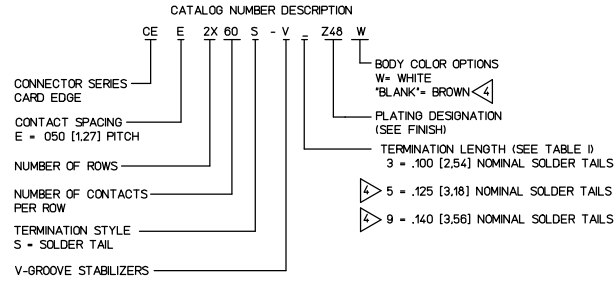 CATALOG NUMBER DESCRIPTION
CE E 2X 60 S - V _ Z48 W
BODY COLOR OPTIONS
W= WHITE
"BLANK"= BROWN 4
PLATING DESIGNATION
(SEE FINISH)
TERMINATION LENGTH (SEE TABLE I)
3 = .100 [2,54] NOMINAL SOLDER TAILS
4 5 = .125 [3,18] NOMINAL SOLDER TAILS
4 9 = .140 [3,56] NOMINAL SOLDER TAILS
CONNECTOR SERIES
CARD EDGE
CONTACT SPACING
E = 050 [1,27] PITCH
NUMBER OF ROWS
NUMBER OF CONTACTS
PER ROW
TERMINATION STYLE
S = SOLDER TAIL
V-GROOVE STABILIZERS